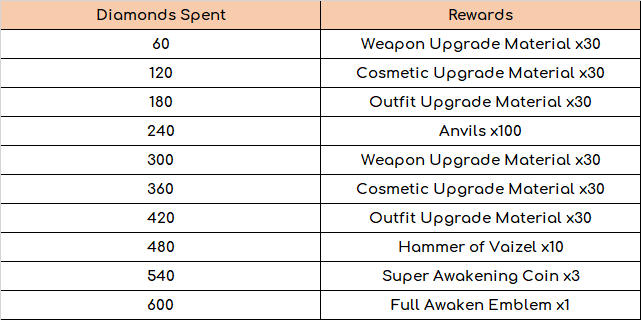 Diamonds Spent Rewards
60 Weapon Upgrade Material x30
120 Cosmetic Upgrade Material x30
180 Outfit Upgrade Material x30
240 Anvils x100
300 Weapon Upgrade Material x30
360 Cosmetic Upgrade Material x30
420 Outfit Upgrade Material x30
480 Hammer of Vaizel x10
540 Super Awakening Coin x3
600 Full Awaken Emblem x1